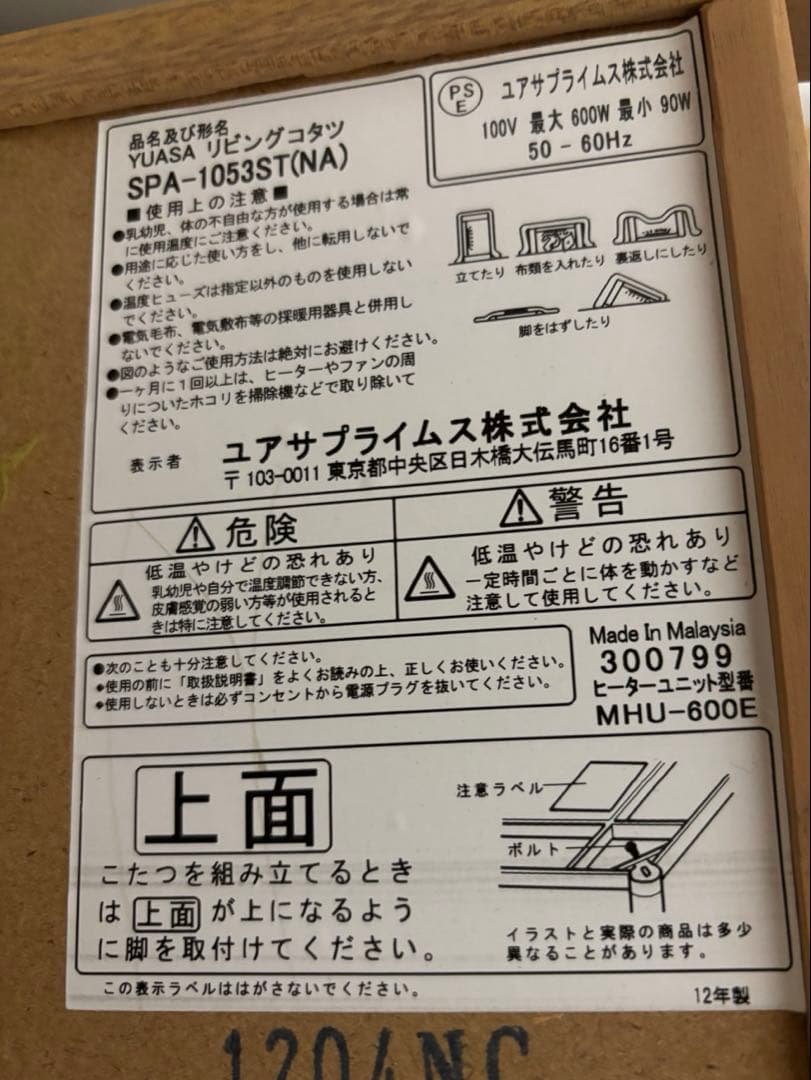 品名及び形名
YUASA リビングコタツ
SPA-1053ST(NA)
■使用上の注意■
●乳幼児、体の不自由な方が使用する場合は常
に使用温度にご注意ください。
●用途に応じた使い方をし、他に転用しないで
ください。
●温度ヒューズは指定以外のものを使用しない
でください。
●電気毛布、電気敷布等の採暖用器具と併用し
ないでください。
●図のようなご使用方法は絶対にお避けください。
●一ヶ月に1回以上は、ヒーターやファンの周
りについたホコリを掃除機などで取り除いて
ください。
PS
E
ユアサプライムス株式会社
100V 最大 600W 最小 90W
50 - 60Hz
立てたり 布類を入れたり 裏返しにしたり
脚をはずしたり
表示者 ユアサプライムス株式会社
〒103-0011 東京都中央区日本橋大伝馬町16番1号
危険
低温やけどの恐れあり
乳幼児や自分で温度調節できない方、
皮膚感覚の弱い方等が使用されると
きは特に注意してください。
警告
低温やけどの恐れあり
一定時間ごとに体を動かすなど
注意して使用してください。
●次のことも十分注意してください。
◆使用の前に「取扱説明書」をよくお読みの上、正しくお使いください。
◆使用しないときは必ずコンセントから電源プラグを抜いてください。
Made In Malaysia
300799
ヒーターユニット型番
MHU-600E
上面
こたつを組み立てるとき
は 上面 が上になるよう
に脚を取付けてください。
注意ラベル
ボルト
イラストと実際の商品は多少
異なることがあります。
この表示ラベルははがさないでください。
12年製
1204NC